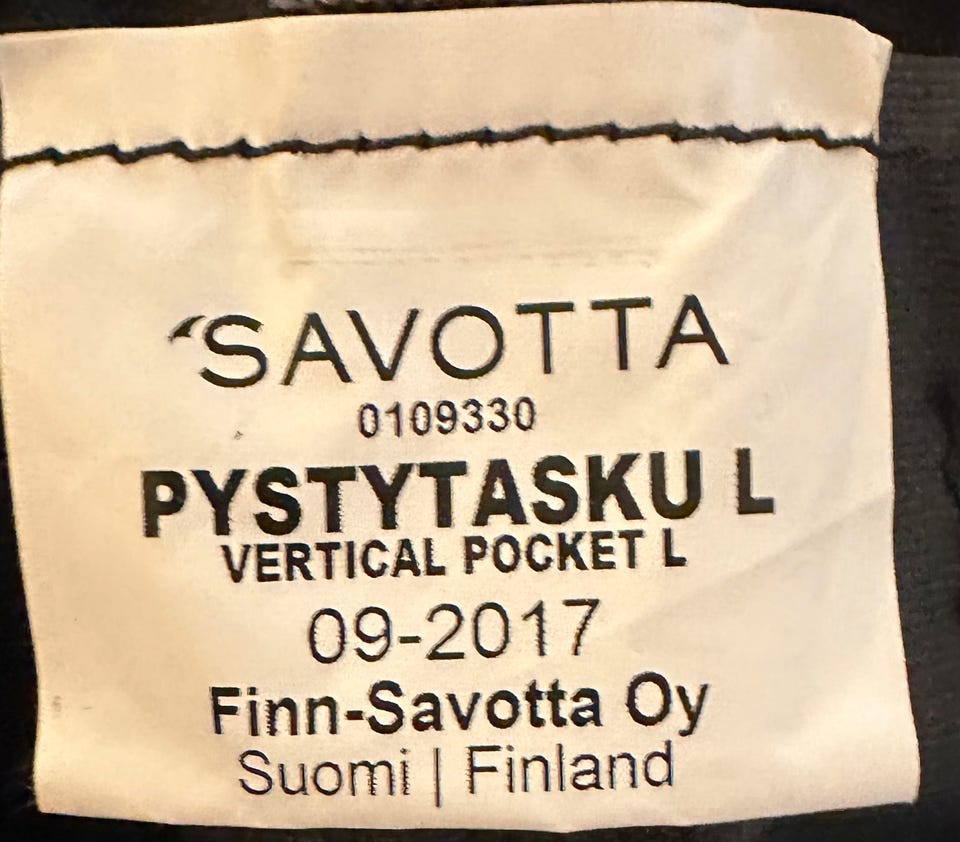 SAVOTTA
0109330
PYSTYTASKU L
VERTICAL POCKET L
09-2017
Finn-Savotta Oy
Suomi | Finland